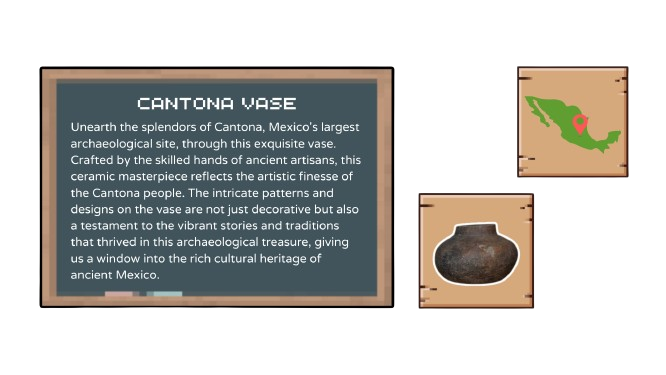 CANTONA VASE
Unearth the splendors of Cantona, Mexico's largest
archaeological site, through this exquisite vase.
Crafted by the skilled hands of ancient artisans, this
ceramic masterpiece reflects the artistic finesse of
the Cantona people. The intricate patterns and
designs on the vase are not just decorative but also
a testament to the vibrant stories and traditions
that thrived in this archaeological treasure, giving
us a window into the rich cultural heritage of
ancient Mexico.